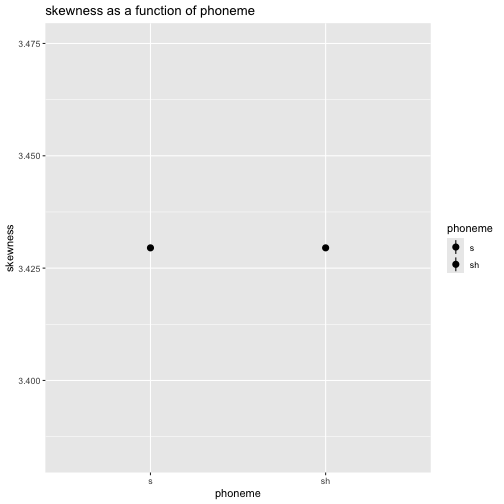 skewness as a function of phoneme
3.475
3.450
3.425
3.400
skewness
s
sh
phoneme
phoneme
s
sh